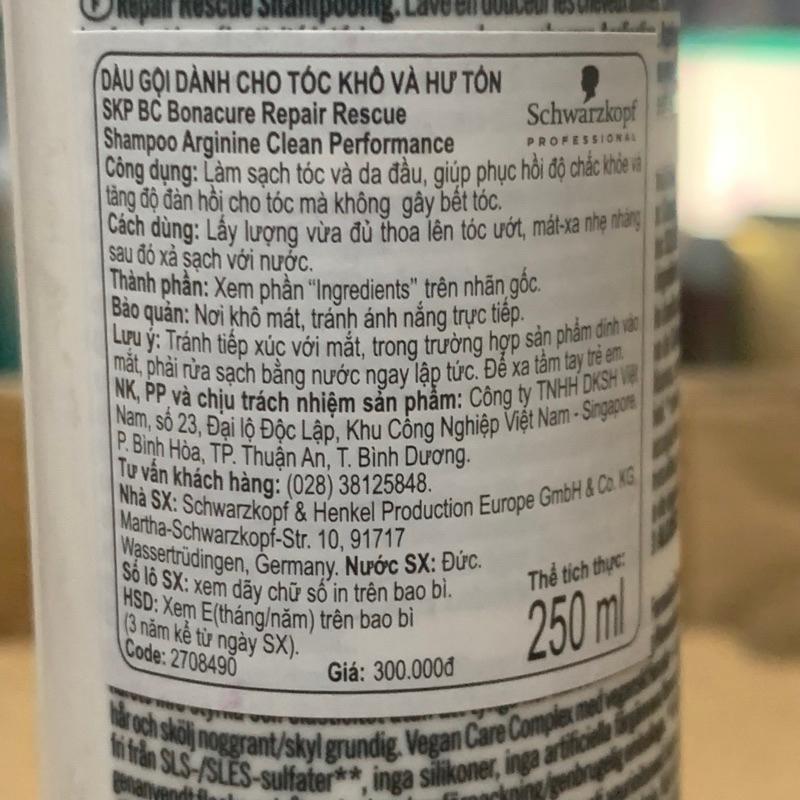 Repair Rescue Shampooing. Lave en douceur les cheveux
DẦU GỘI DÀNH CHO TÓC KHÔ VÀ HƯ TỔN
SKP BC Bonacure Repair Rescue
Shampoo Arginine Clean Performance
Schwarzkopf
PROFESSIONAL
Công dụng: Làm sạch tóc và da đầu, giúp phục hồi độ chắc khỏe và
tăng độ đàn hồi cho tóc mà không gây bết tóc.
Cách dùng: Lấy lượng vừa đủ thoa lên tóc ướt, mát-xa nhẹ nhàng
sau đó xả sạch với nước.
Thành phần: Xem phần "Ingredients" trên nhãn gốc.
Bảo quản: Nơi khô mát, tránh ánh nắng trực tiếp.
Lưu ý: Tránh tiếp xúc với mắt, trong trường hợp sản phẩm dính vào
mắt, phải rửa sạch bằng nước ngay lập tức. Để xa tầm tay trẻ em.
NK, PP và chịu trách nhiệm sản phẩm: Công ty TNHH DKSH Việt
Nam, số 23, Đại lộ Độc Lập, Khu Công Nghiệp Việt Nam - Singapore,
P. Bình Hòa, TP. Thuận An, T. Bình Dương.
Tư vấn khách hàng: (028) 38125848.
Nhà SX: Schwarzkopf & Henkel Production Europe GmbH & Co. KG
Martha-Schwarzkopf-Str. 10, 91717
Wassertrüdingen, Germany. Nước SX: Đức.
Số lô SX: xem dãy chữ số in trên bao bì.
HSD: Xem E(tháng/năm) trên bao bì
(3 năm kể từ ngày SX).
Thể tích thực:
250 ml
Code: 2708490
Giá: 300.000đ
hår och skölj noggrant/skyl grundig. Vegan Care Complex med
fri från SLS-/SLES-sulfater**, inga silikoner, inga artificiella